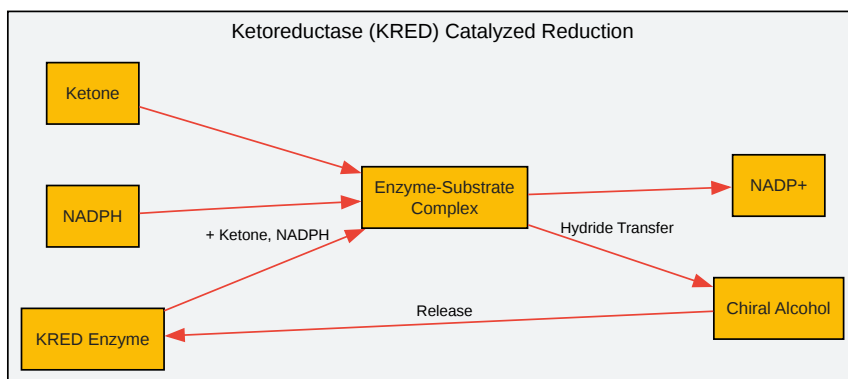 Ketoreductase (KRED) Catalyzed Reduction
Ketone
NADPH
+ Ketone, NADPH
KRED Enzyme
Enzyme-Substrate
Complex
Hydride Transfer
Release
NADP+
Chiral Alcohol